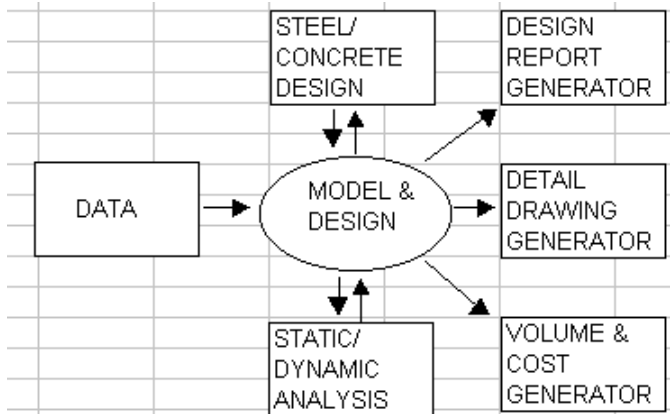 STEEL/
CONCRETE
DESIGN
DESIGN
REPORT
GENERATOR
DATA
MODEL &
DESIGN
DETAIL
DRAWING
GENERATOR
STATIC/
DYNAMIC
ANALYSIS
VOLUME &
COST
GENERATOR